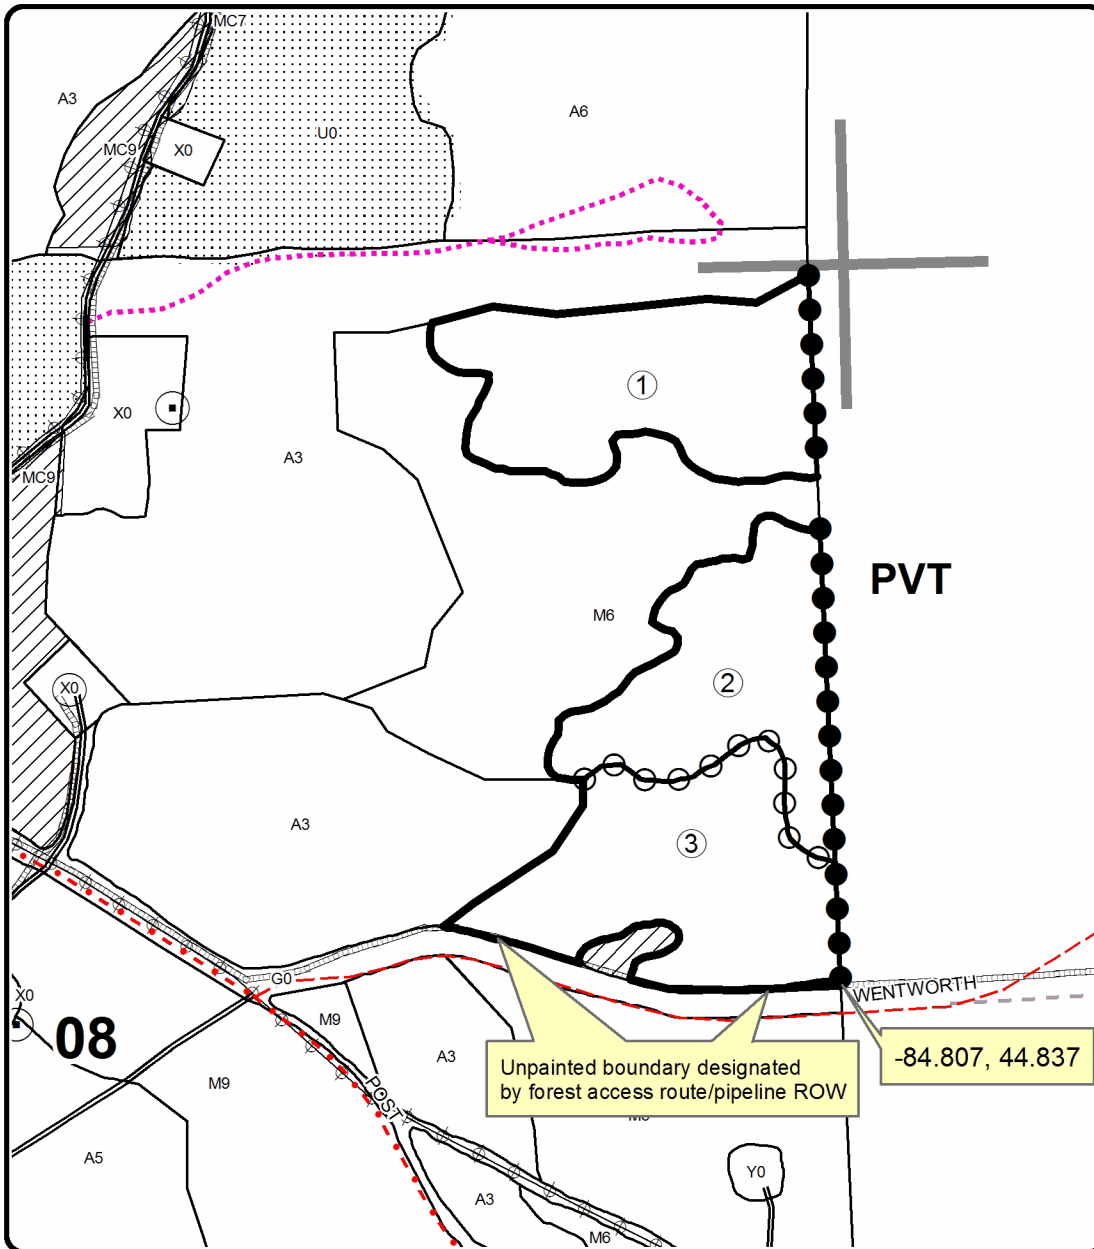 MC7
A3
A6
U0
MC9
X0
1
X0
A3
MC9
PVT
M6
2
X0
A3
3
G0
WENTWORTH
X0
08
M9
A3
-84.807, 44.837
Unpainted boundary designated
by forest access route/pipeline ROW
M9
POST
A5
Y0
A3
M6